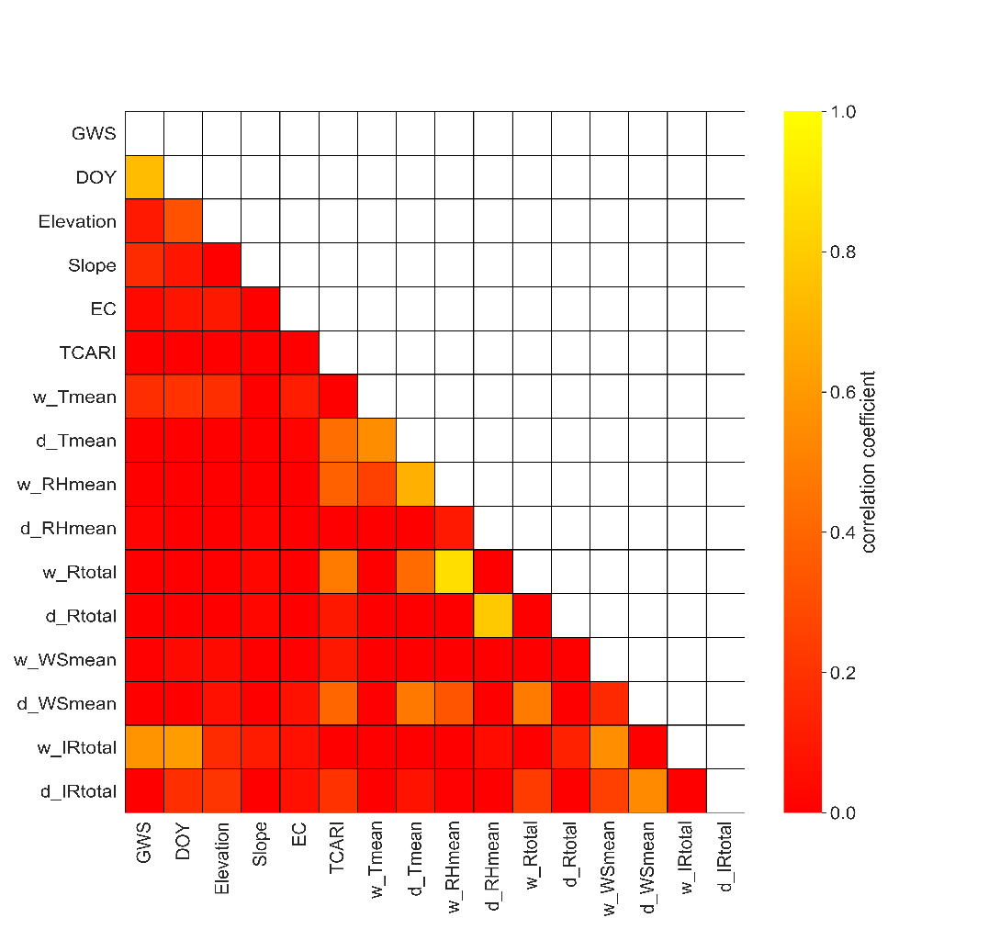 GWS
DOY
Elevation
Slope
EC
TCARI
w_Tmean
d_Tmean
w_RHmean
d_RHmean
w_Rtotal
d_Rtotal
w_WSmean
d_WSmean
w_IRtotal
d_IRtotal
GWS
DOY
Elevation
Slope
EC
TCARI
w_Tmean
d_Tmean
w_RHmean
d_RHmean
w_Rtotal
d_Rtotal
w_WSmean
d_WSmean
w_IRtotal
d_IRtotal
1.0
0.8
0.6
0.4
0.2
0.0
correlation coefficient